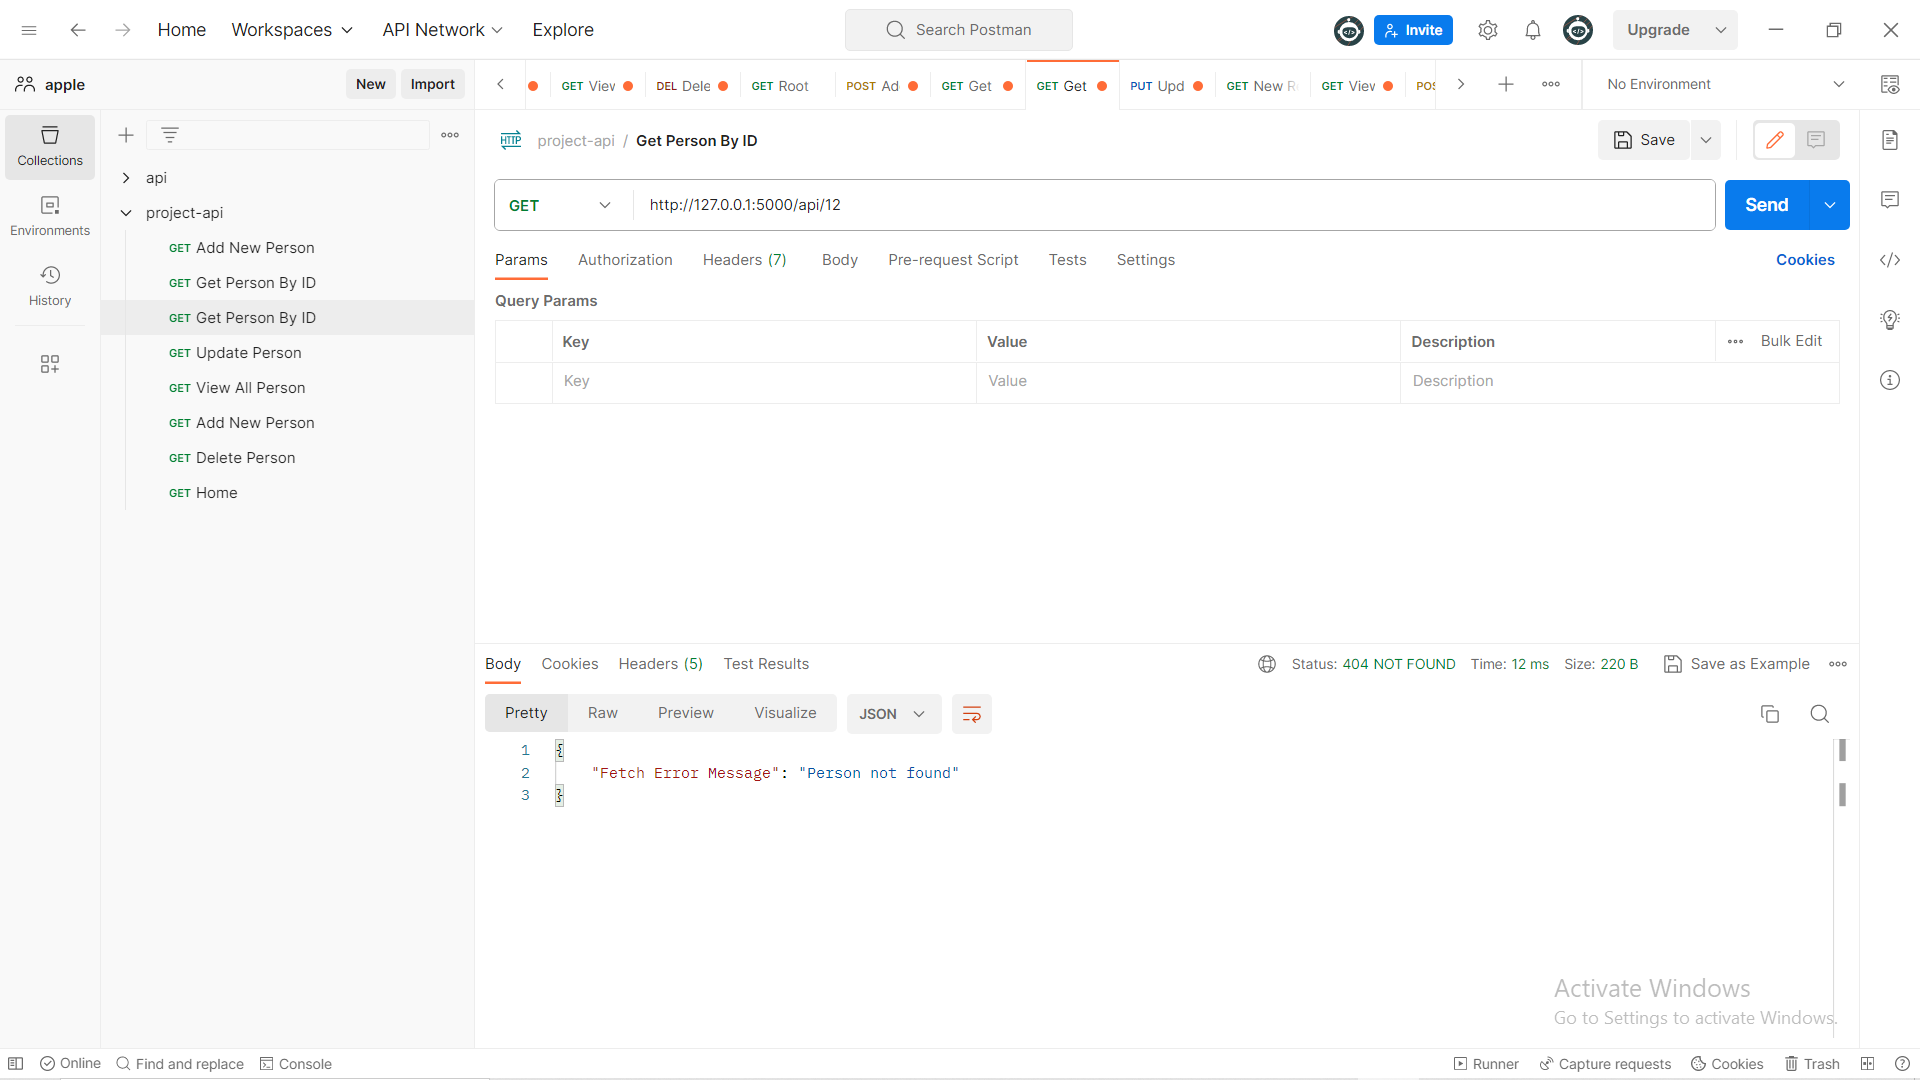 Home Workspaces API Network Explore Search Postman Invite Upgrade
apple New Import
GET View DEL Dele GET Root POST Ad GET Get GET Get PUT Upd GET New R GET View POS No Environment
Collections
Environments
History
api
project-api
GET Add New Person
GET Get Person By ID
GET Get Person By ID
GET Update Person
GET View All Person
GET Add New Person
GET Delete Person
GET Home
HTTP project-api / Get Person By ID Save
GET http://127.0.0.1:5000/api/12 Send
Params Authorization Headers (7) Body Pre-request Script Tests Settings Cookies
Query Params
Key Value Description Bulk Edit
Key Value Description
Body Cookies Headers (5) Test Results Status: 404 NOT FOUND Time: 12 ms Size: 220 B Save as Example
Pretty Raw Preview Visualize JSON
1 {
2 "Fetch Error Message": "Person not found"
3 }
Activate Windows
Go to Settings to activate Windows.
Online Find and replace Console Runner Capture requests Cookies Trash